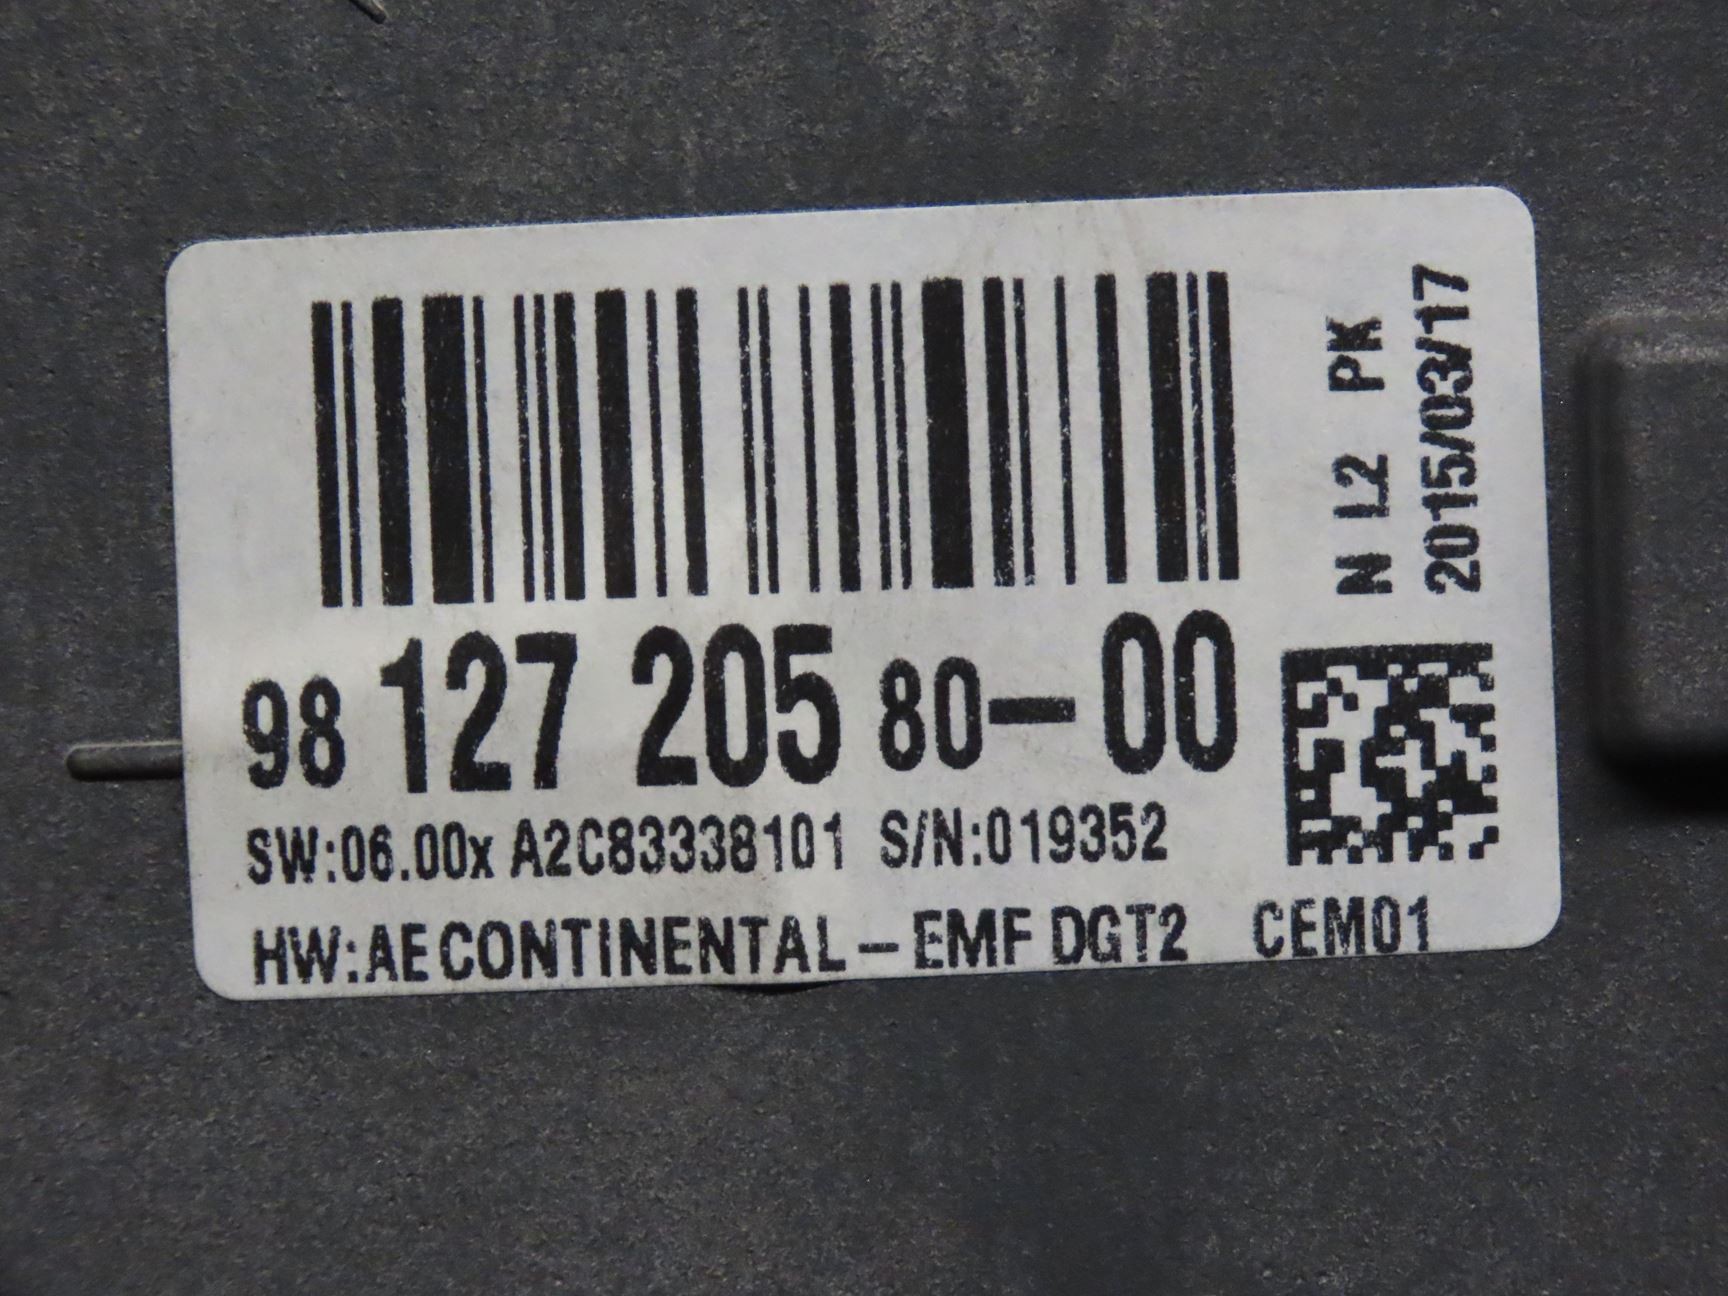 98 127 205 80-00
SW:06.00x A2C83338101 S/N:019352
HW:AE CONTINENTAL-EMF DGT2 CEM01
N L2 PK
2015/03/17